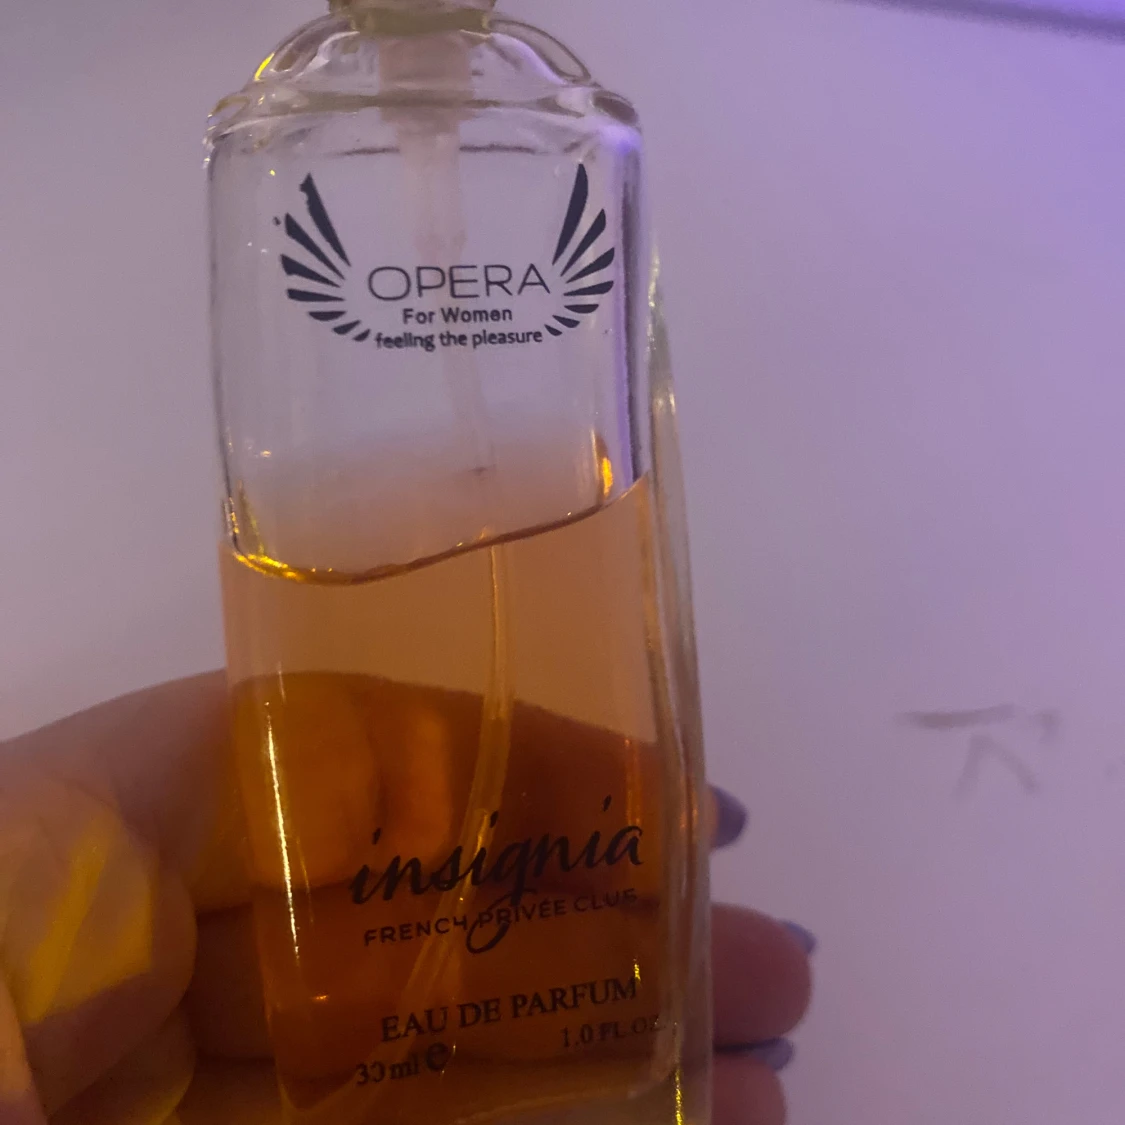 OPERA
For Women
feeling the pleasure
insignia
FRENCH PRIVÉE CLUB
EAU DE PARFUM
30 ml e 1.0 FL OZ.